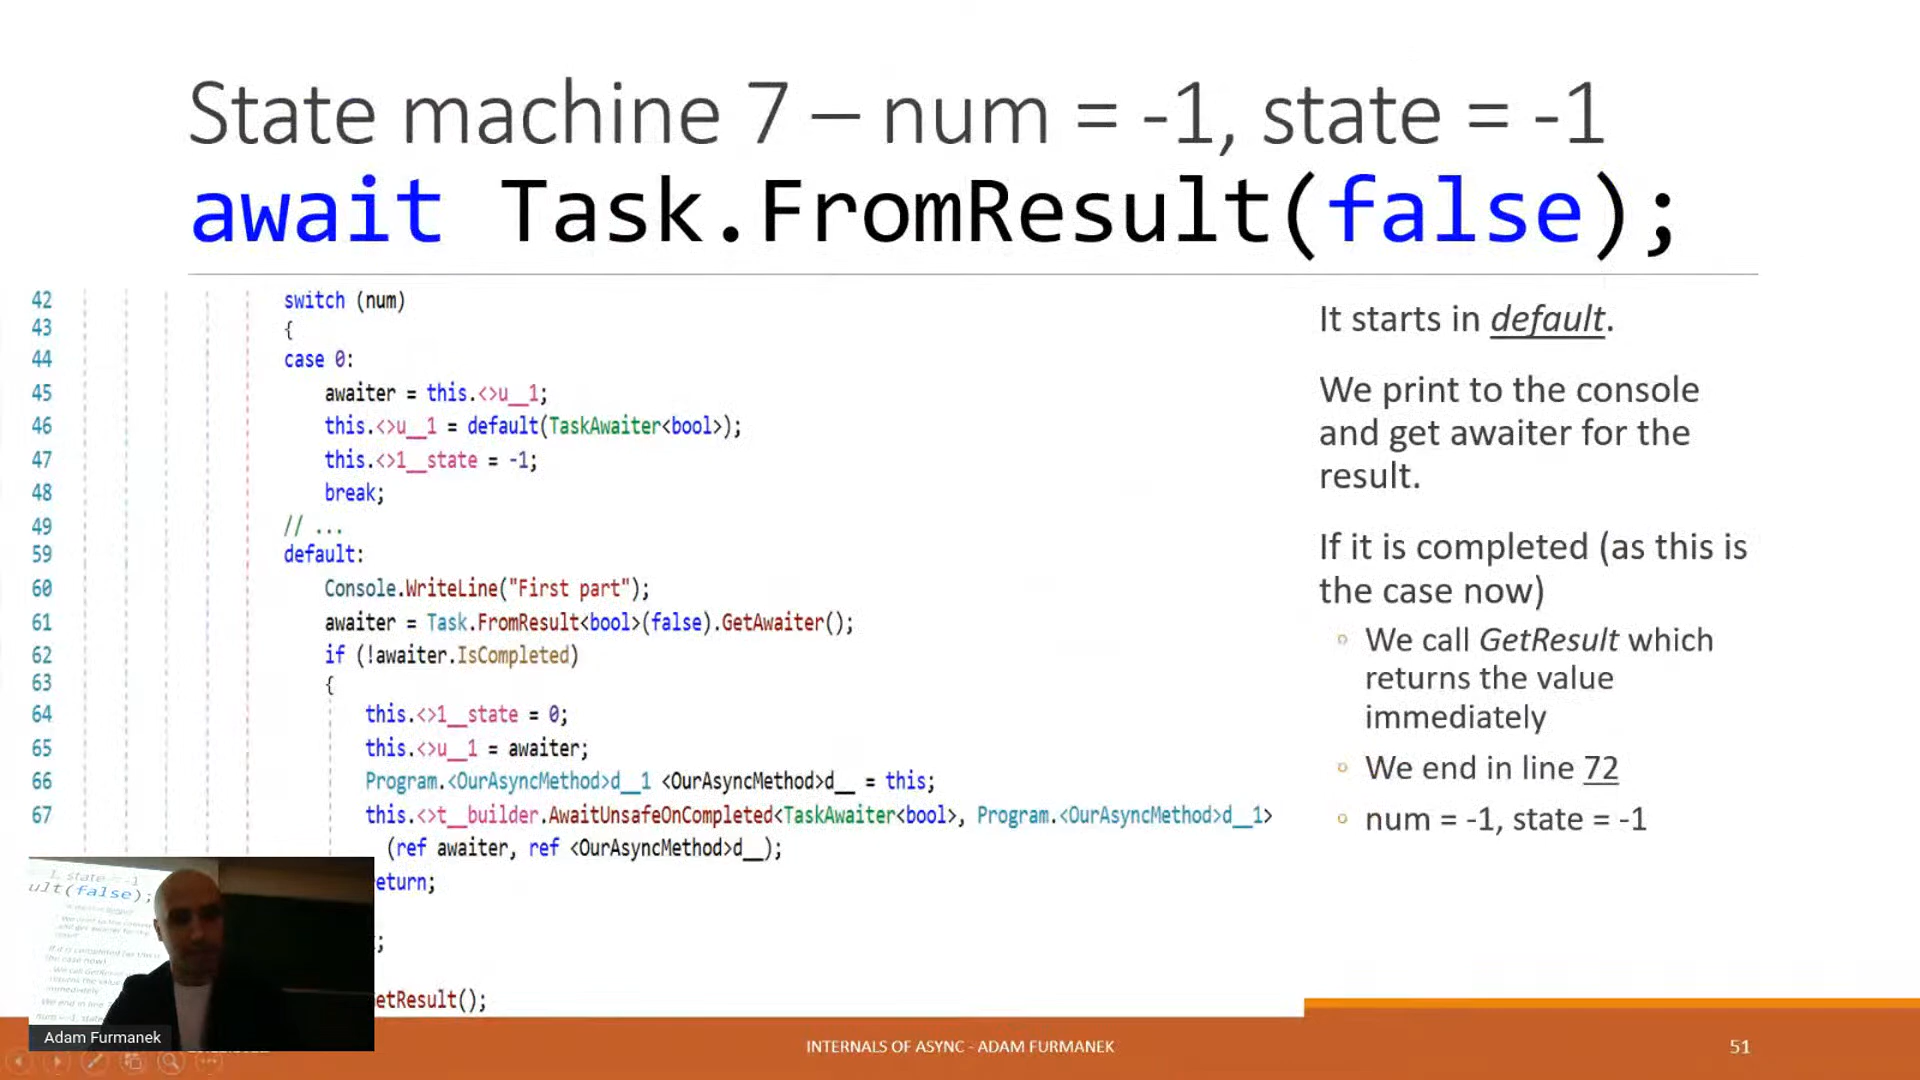 State machine 7 – num = -1, state = -1
await Task.FromResult(false);
42 switch (num)
43 {
44 case 0:
45 awaiter = this.<>u__1;
46 this.<>u__1 = default(TaskAwaiter<bool>);
47 this.<>1__state = -1;
48 break;
49 // ...
59 default:
60 Console.WriteLine("First part");
61 awaiter = Task.FromResult<bool>(false).GetAwaiter();
62 if (!awaiter.IsCompleted)
63 {
64 this.<>1__state = 0;
65 this.<>u__1 = awaiter;
66 Program.<OurAsyncMethod>d__1 <OurAsyncMethod>d__ = this;
67 this.<>t__builder.AwaitUnsafeOnCompleted<TaskAwaiter<bool>, Program.<OurAsyncMethod>d__1>
(ref awaiter, ref <OurAsyncMethod>d__);
eturn;
;
etResult();
It starts in default.
We print to the console
and get awaiter for the
result.
If it is completed (as this is
the case now)
We call GetResult which
returns the value
immediately
We end in line 72
num = -1, state = -1
1, state = -1
ult(false);
Adam Furmanek
INTERNALS OF ASYNC - ADAM FURMANEK
51